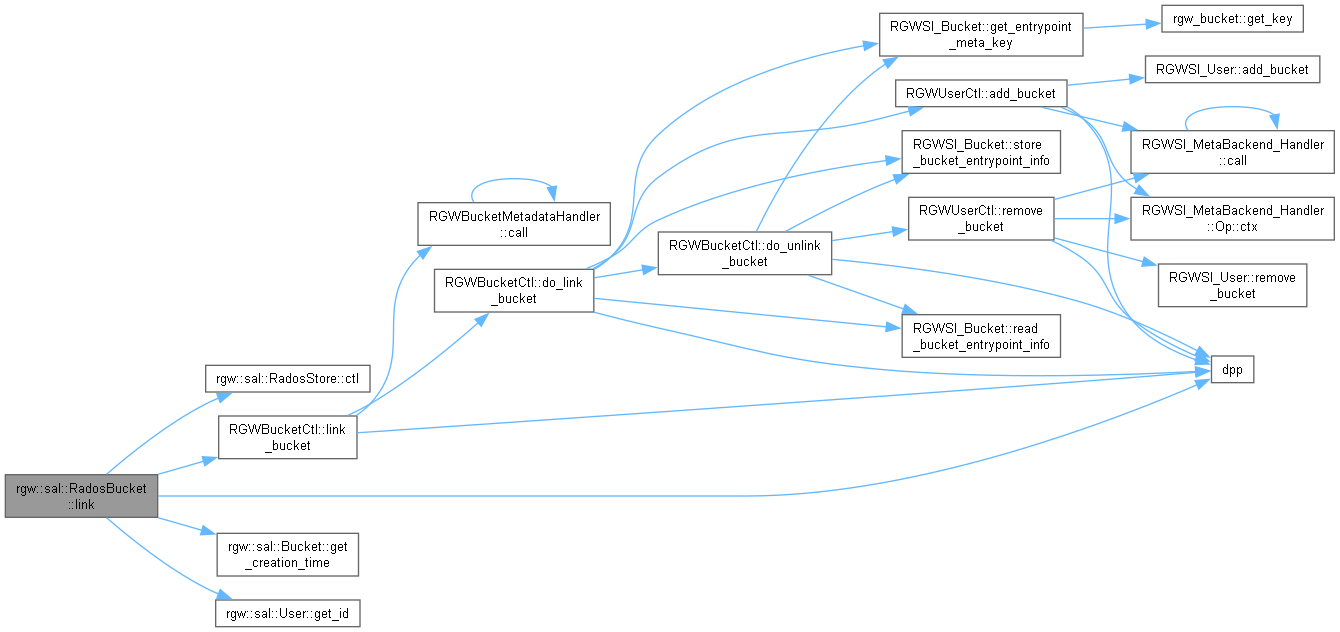 rgw::sal::RadosBucket
::link
rgw::sal::RadosStore::ctl
RGWBucketCtl::link
_bucket
rgw::sal::Bucket::get
_creation_time
rgw::sal::User::get_id
RGWBucketMetadataHandler
::call
RGWBucketCtl::do_link
_bucket
RGWBucketCtl::do_unlink
_bucket
RGWSI_Bucket::get_entrypoint
_meta_key
RGWUserCtl::add_bucket
RGWSI_Bucket::store
_bucket_entrypoint_info
RGWUserCtl::remove
_bucket
RGWSI_Bucket::read
_bucket_entrypoint_info
rgw_bucket::get_key
RGWSI_User::add_bucket
RGWSI_MetaBackend_Handler
::call
RGWSI_MetaBackend_Handler
::Op::ctx
RGWSI_User::remove
_bucket
dpp